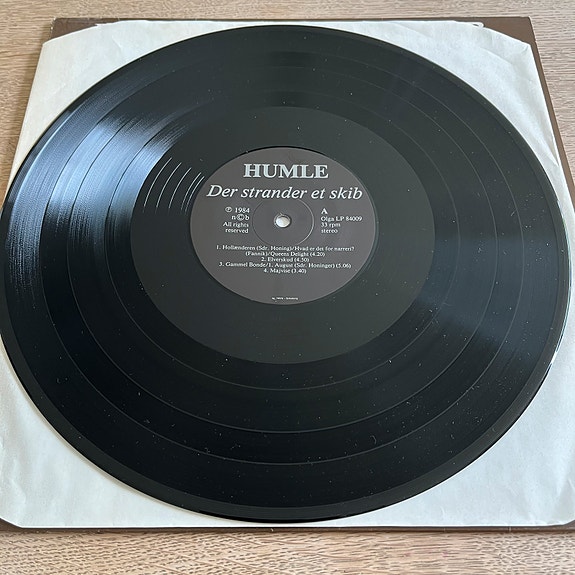 HUMLE
Der strander et skib
℗ 1984
n©b
All rights
reserved
A
Olga LP 84009
33 rpm
stereo
1. Hollænderen (Sdr. Honing)/Hvad er det for narreri?
(Fannik)/Queens Delight (4.20)
2. Elverskud (4.50)
3. Gammel Bonde/1. August (Sdr. Honinger) (5.06)
4. Majvise (3.40)